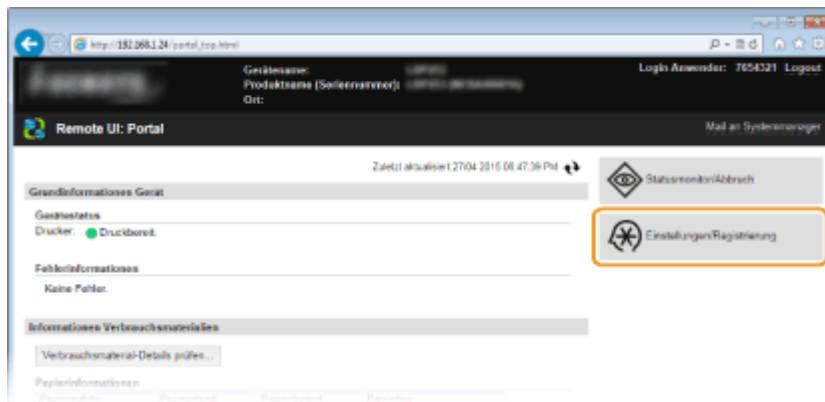 http://192.168.1.24/portal_top.html
Gerätename:
Produktname (Seriennummer):
Ort:
Login Anwender: 7654321 Logout
Remote UI: Portal
Mail an Systemmanager
Zuletzt aktualisiert:27/04 2015 08:47:39 PM
Statusmonitor/Abbruch
Grundinformationen Gerät
Gerätestatus
Drucker: Druckbereit.
Einstellungen/Registrierung
Fehlerinformationen
Keine Fehler.
Informationen Verbrauchsmaterialien
Verbrauchsmaterial-Details prüfen...
Papierinformationen